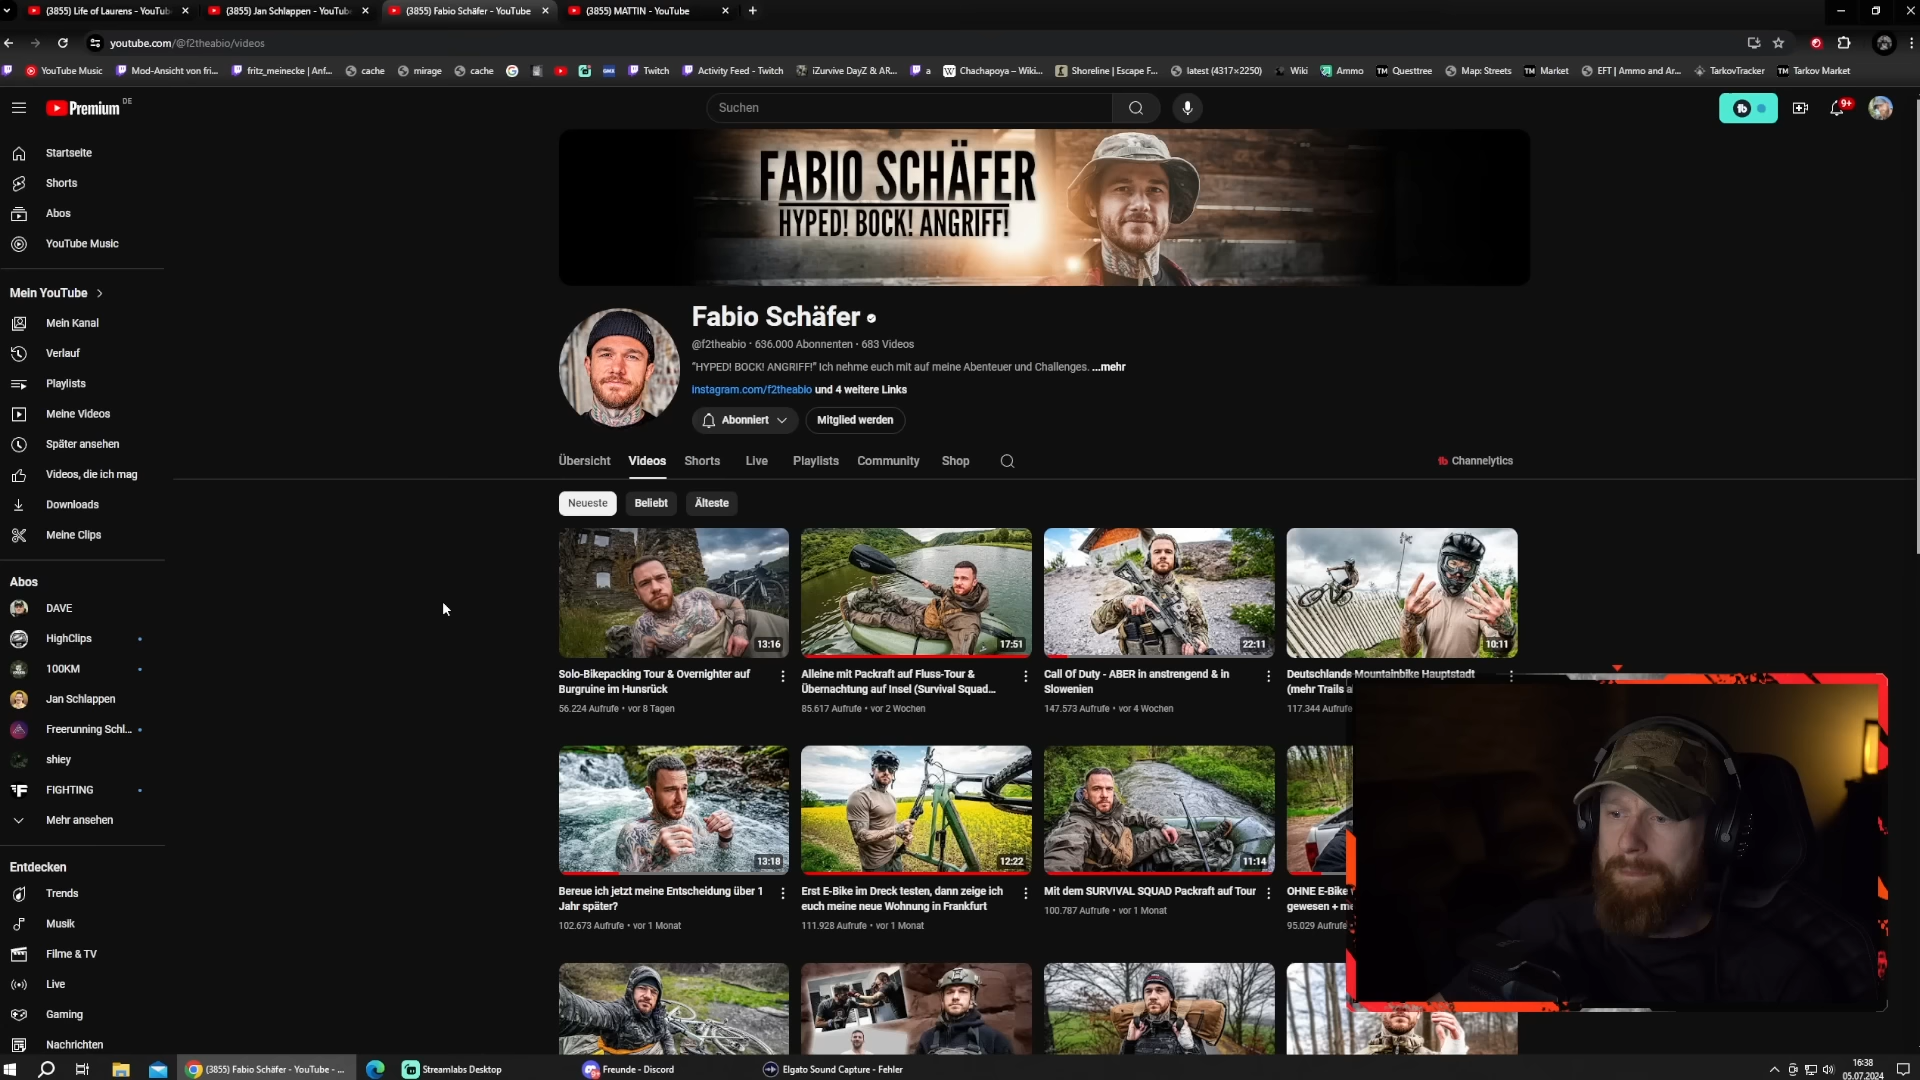 (3855) Life of Laurens - YouTub
(3855) Jan Schlappen - YouTub
(3855) Fabio Schäfer - YouTube
(3855) MATTIN - YouTube
youtube.com/@f2theabio/videos
YouTube Music
Mod-Ansicht von fri...
fritz_meinecke | Anf...
cache
mirage
cache
Twitch
Activity Feed - Twitch
iZurvive DayZ & AR...
a
Chachapoya – Wiki...
Shoreline | Escape F...
latest (4317×2250)
Wiki
Ammo
Questtree
Map: Streets
Market
EFT | Ammo and Ar...
TarkovTracker
Tarkov Market
Premium DE
Suchen
9+
Startseite
Shorts
Abos
YouTube Music
Mein YouTube
Mein Kanal
Verlauf
Playlists
Meine Videos
Später ansehen
Videos, die ich mag
Downloads
Meine Clips
Abos
DAVE
HighClips
100KM
Jan Schlappen
Freerunning Schl...
shiey
FIGHTING
Mehr ansehen
Entdecken
Trends
Musik
Filme & TV
Live
Gaming
Nachrichten
FABIO SCHÄFER
HYPED! BOCK! ANGRIFF!
Fabio Schäfer
@f2theabio · 636.000 Abonnenten · 683 Videos
"HYPED! BOCK! ANGRIFF!" Ich nehme euch mit auf meine Abenteuer und Challenges. ...mehr
instagram.com/f2theabio und 4 weitere Links
Abonniert
Mitglied werden
Übersicht
Videos
Shorts
Live
Playlists
Community
Shop
Channelytics
Neueste
Beliebt
Älteste
13:16
17:51
22:11
10:11
Solo-Bikepacking Tour & Overnighter auf
Burgruine im Hunsrück
56.224 Aufrufe • vor 8 Tagen
Alleine mit Packraft auf Fluss-Tour &
Übernachtung auf Insel (Survival Squad...
85.617 Aufrufe • vor 2 Wochen
Call Of Duty - ABER in anstrengend & in
Slowenien
147.573 Aufrufe • vor 4 Wochen
Deutschlands Mountainbike Hauptstadt
(mehr Trails a
117.344 Aufrufe
13:18
12:22
11:14
Bereue ich jetzt meine Entscheidung über 1
Jahr später?
102.673 Aufrufe • vor 1 Monat
Erst E-Bike im Dreck testen, dann zeige ich
euch meine neue Wohnung in Frankfurt
111.928 Aufrufe • vor 1 Monat
Mit dem SURVIVAL SQUAD Packraft auf Tour
100.787 Aufrufe • vor 1 Monat
OHNE E-Bike
gewesen + m
95.029 Aufrufe
(3855) Fabio Schäfer - YouTube - ...
Streamlabs Desktop
Freunde - Discord
Elgato Sound Capture - Fehler
16:38
05.07.2024